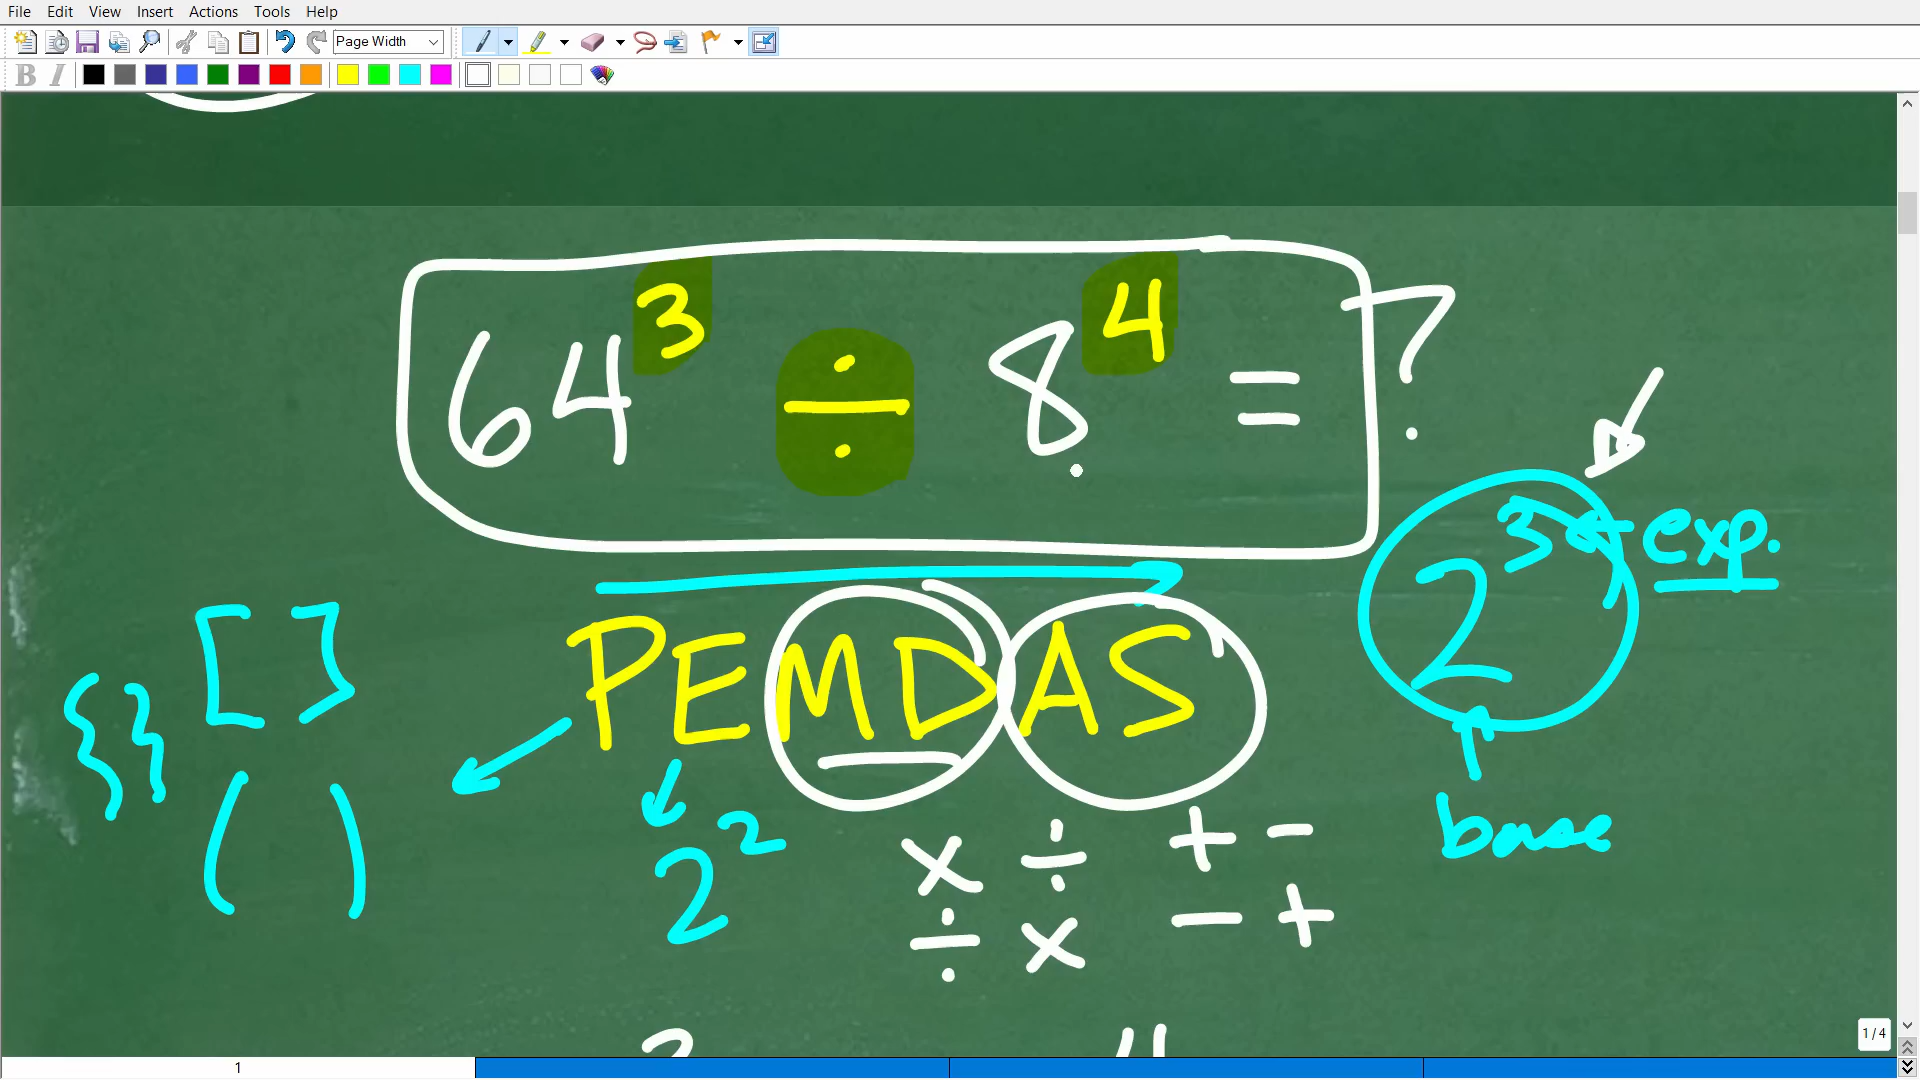 File Edit View Insert Actions Tools Help
Page Width
B I
64³ ÷ 8⁴ = ?
2³ ← exp.
[ ]
PEMDAS
{ }
( )
2²
× ÷ + −
÷ × − +
base
1 / 4
1